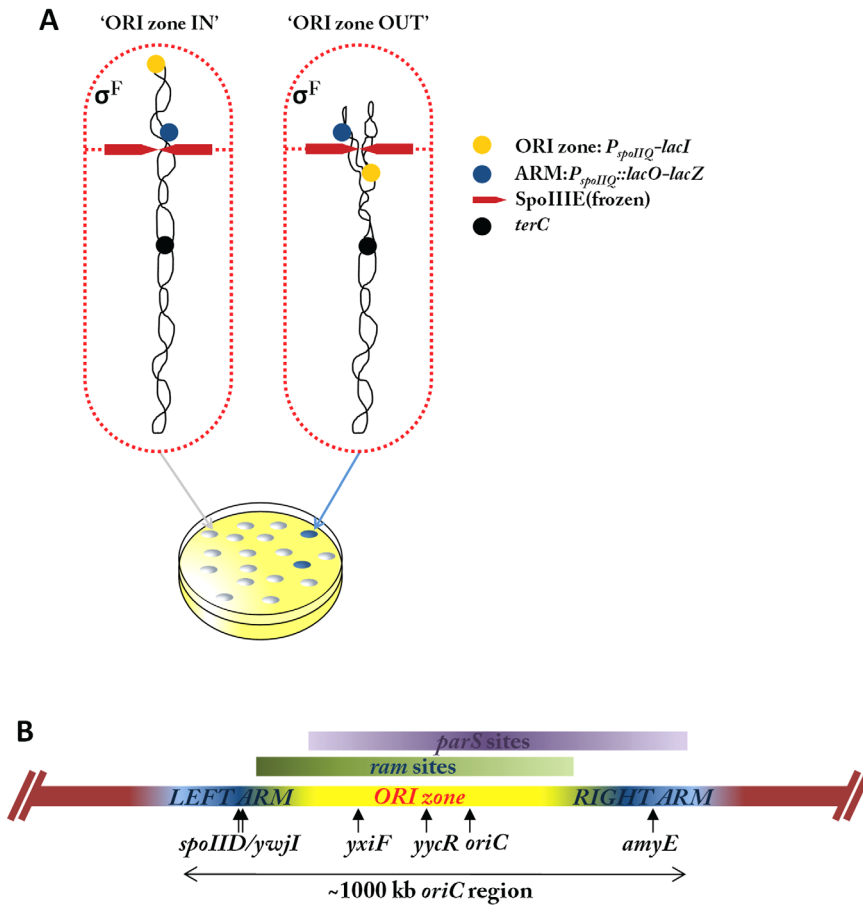 A
'ORI zone IN'
'ORI zone OUT'
σF
σF
ORI zone: PspoIIQ-lacI
ARM:PspoIIQ::lacO-lacZ
SpoIIIE(frozen)
terC
B
parS sites
ram sites
LEFT ARM ORI zone RIGHT ARM
spoIID/ywjI yxiF yycR oriC amyE
~1000 kb oriC region